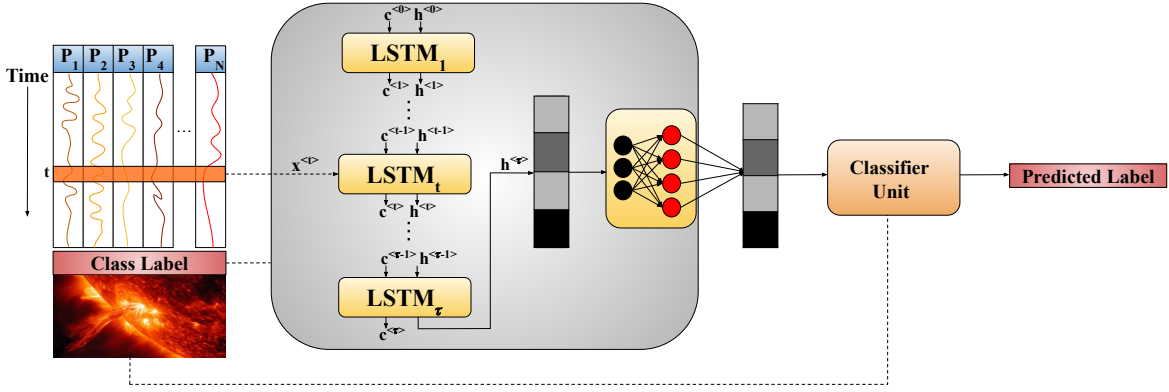 Time
P1 P2 P3 P4 ... PN
t
Class Label
c<0> h<0>
LSTM1
c<1> h<1>
c<t-1> h<t-1>
x<t>
LSTMt
c<t> h<t>
c<τ-1> h<τ-1>
LSTMτ
c<τ>
h<τ>
Classifier
Unit
Predicted Label